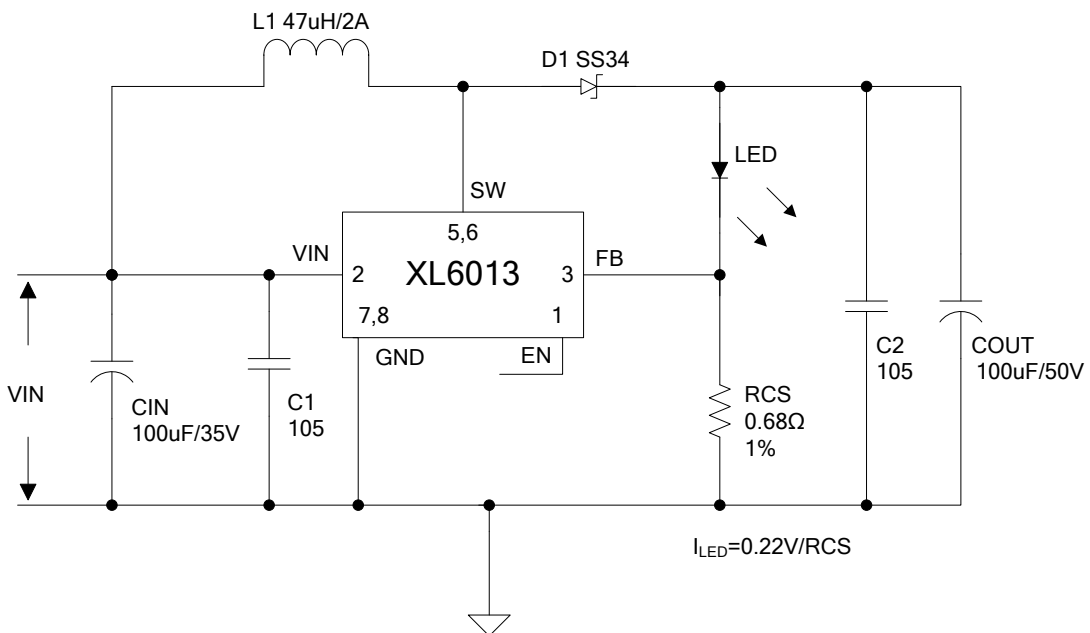 L1 47uH/2A
D1 SS34
LED
SW
5,6
VIN
FB
2
XL6013
3
7,8
1
GND
EN
VIN
CIN
100uF/35V
C1
105
RCS
0.68Ω
1%
C2
105
COUT
100uF/50V
I_LED=0.22V/RCS